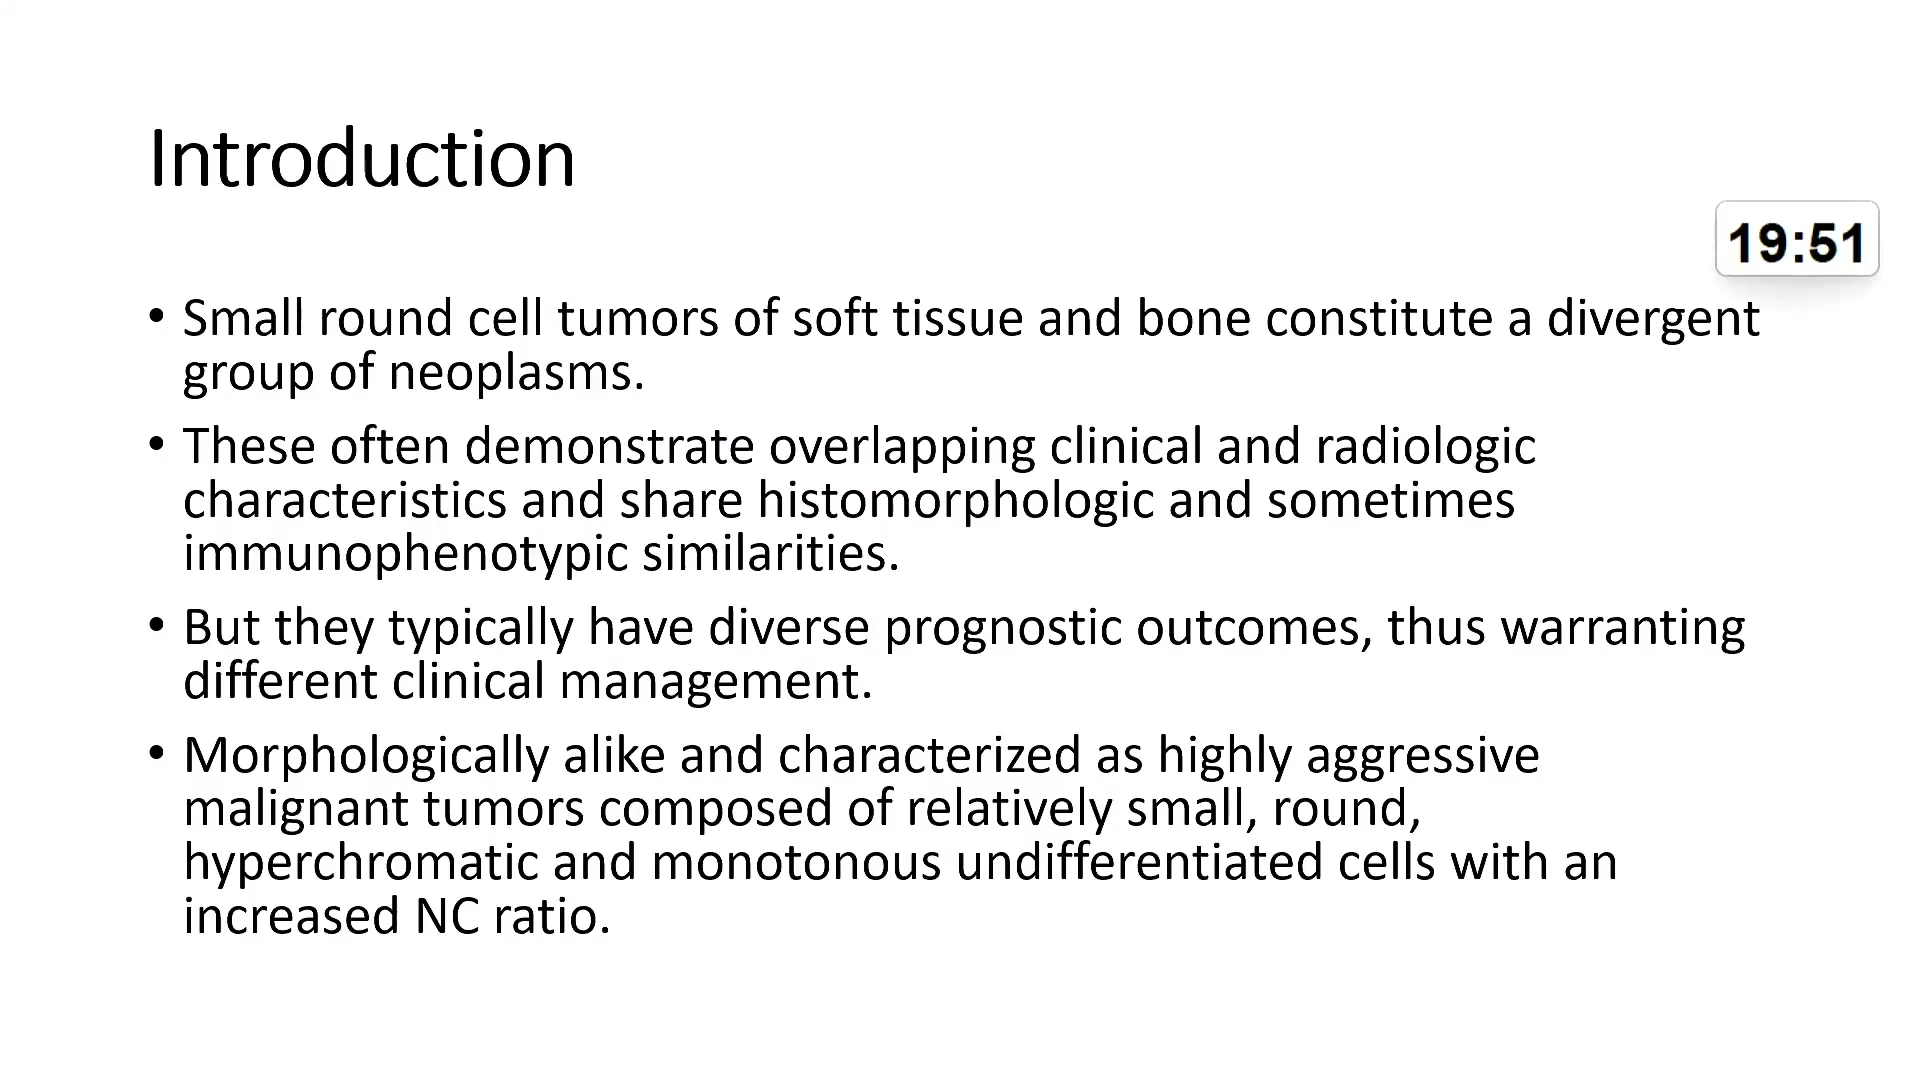 Introduction
19:51
• Small round cell tumors of soft tissue and bone constitute a divergent
group of neoplasms.
• These often demonstrate overlapping clinical and radiologic
characteristics and share histomorphologic and sometimes
immunophenotypic similarities.
• But they typically have diverse prognostic outcomes, thus warranting
different clinical management.
• Morphologically alike and characterized as highly aggressive
malignant tumors composed of relatively small, round,
hyperchromatic and monotonous undifferentiated cells with an
increased NC ratio.